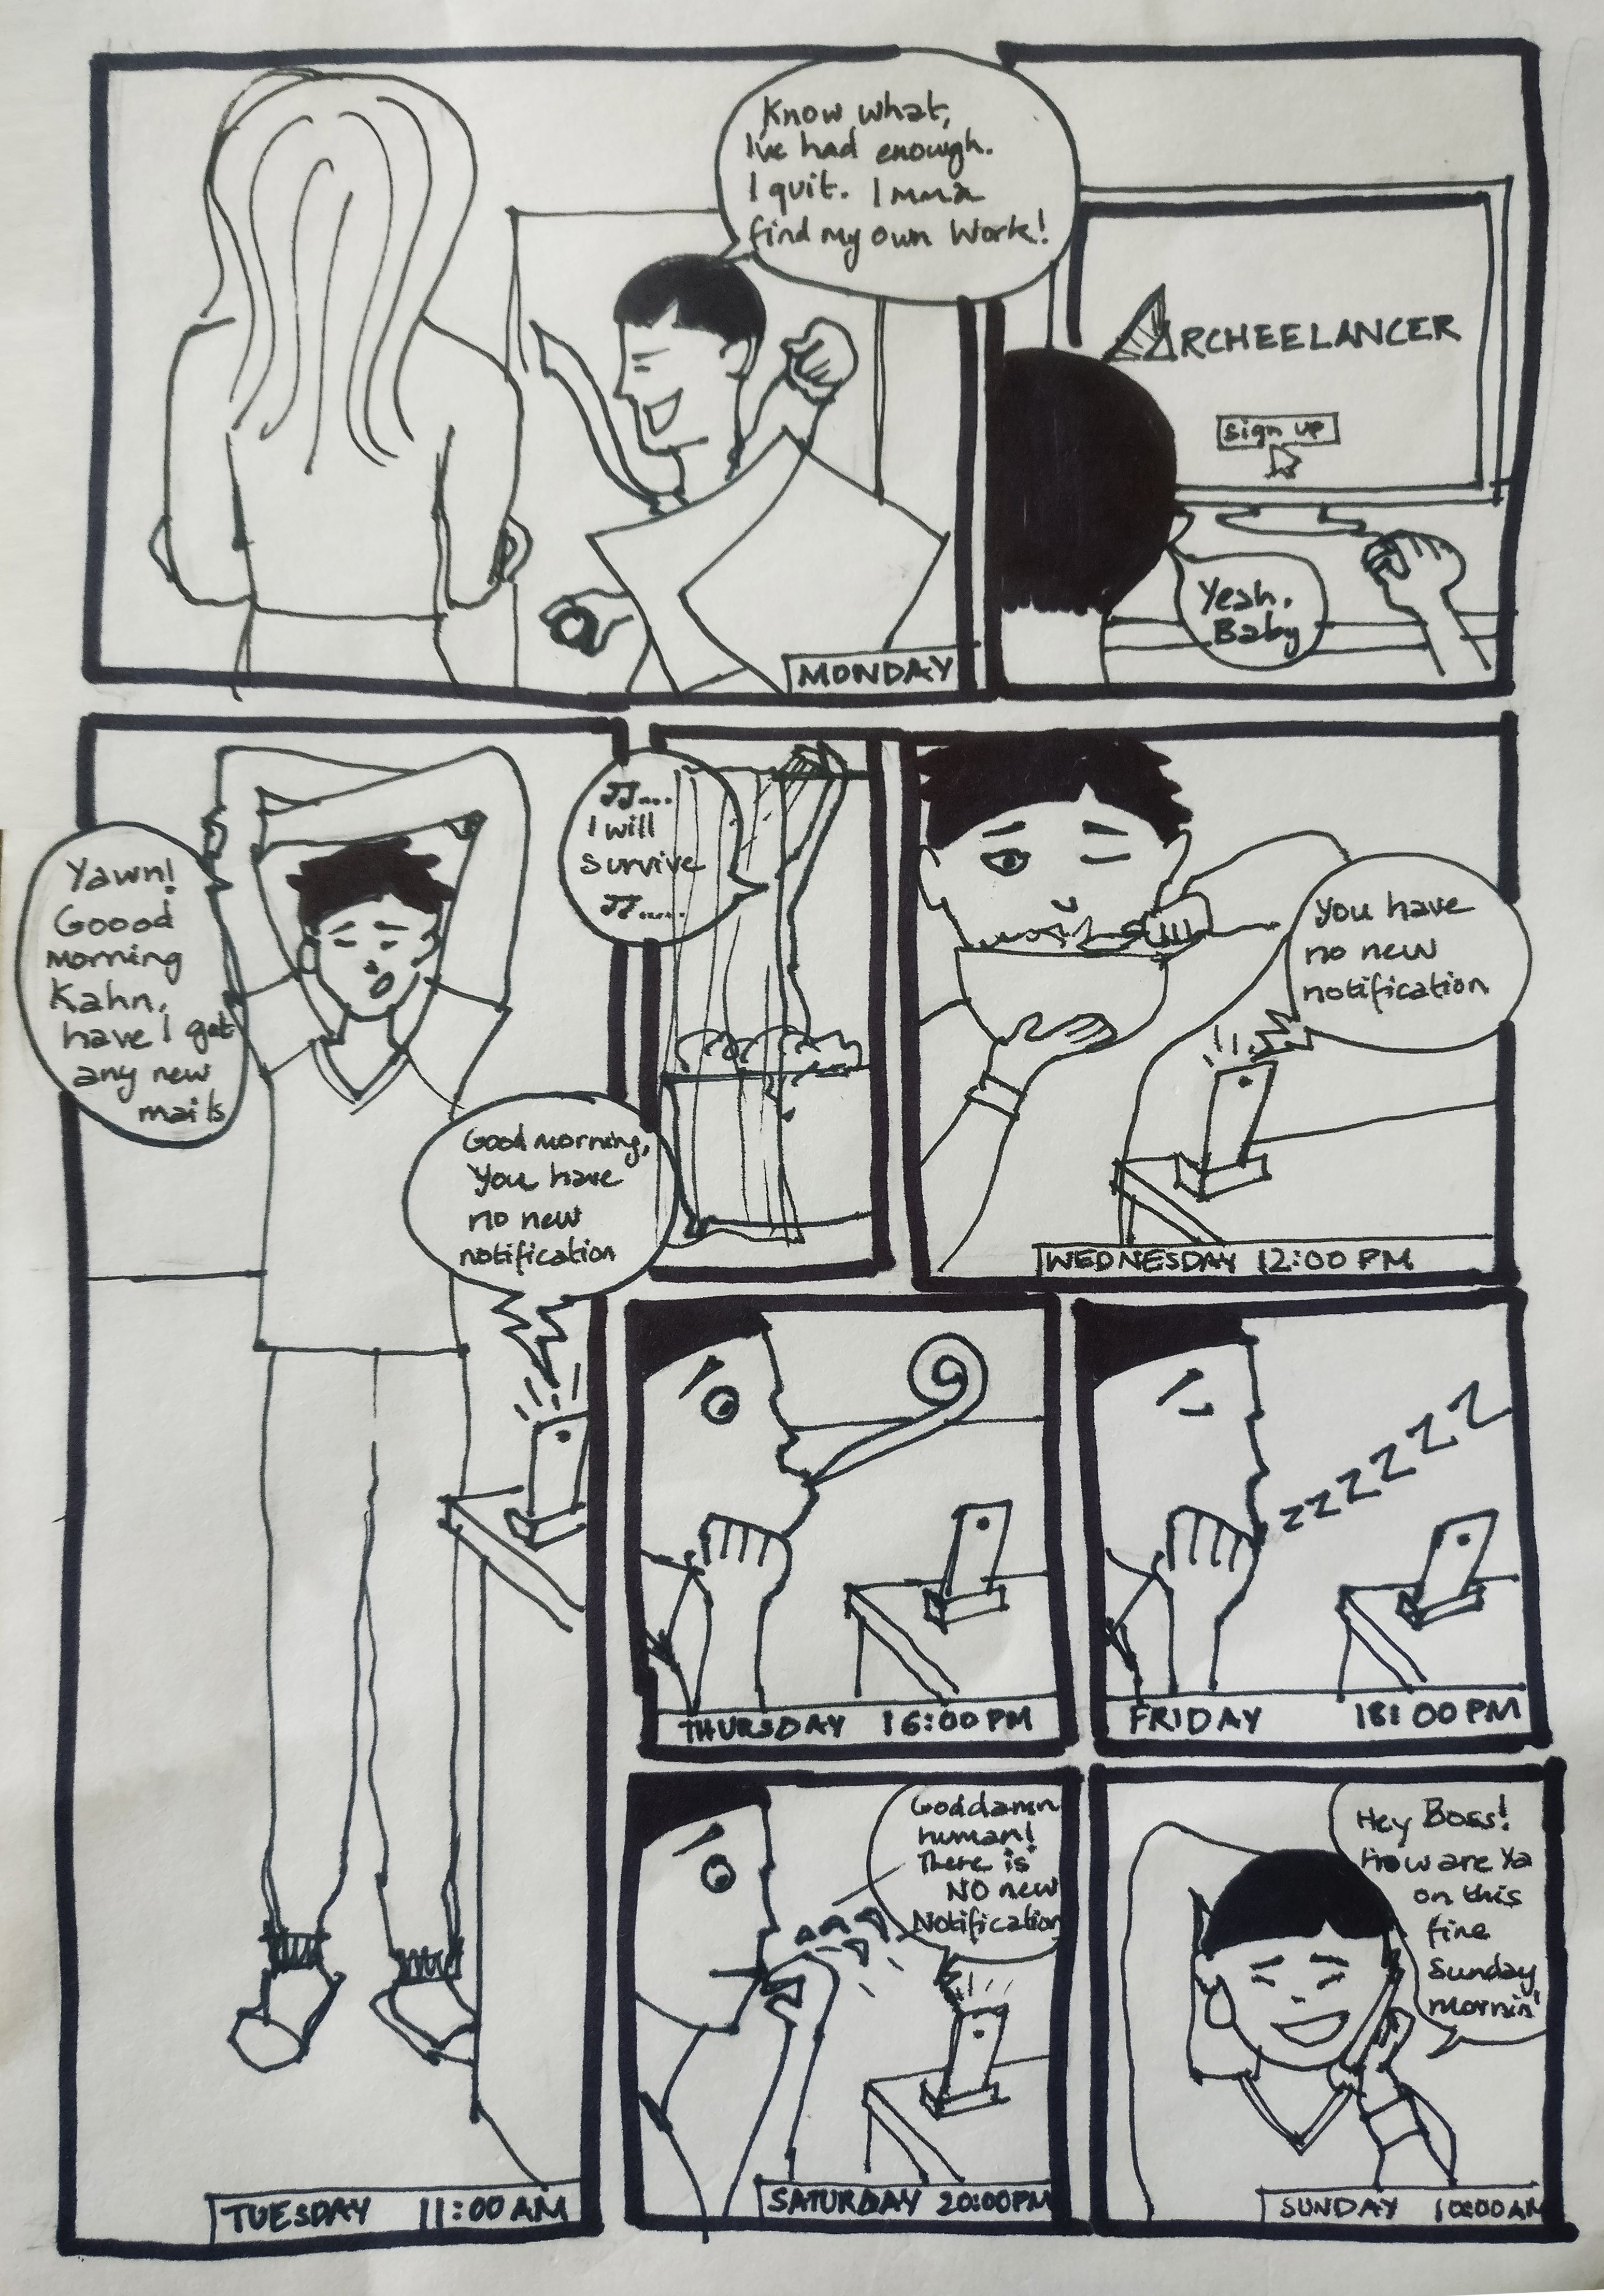 Know what,
I've had enough.
I quit. I mma
find my own Work!
MONDAY
ARCHEELANCER
sign up
Yeah,
Baby
Yawn!
Goood
morning
Kahn,
have I got
any new
mails
Good morning,
You have
no new
notification
TUESDAY 11:00 AM
♫....
I will
survive
♫.....
You have
no new
notification
WEDNESDAY 12:00 PM
THURSDAY 16:00 PM
zzZZZZZ
FRIDAY 18:00 PM
Goddamn
human!
There is
NO new
Notification
SATURDAY 20:00PM
Hey Boss!
How are Ya
on this
fine
Sunday
mornin'
SUNDAY 10:00AM